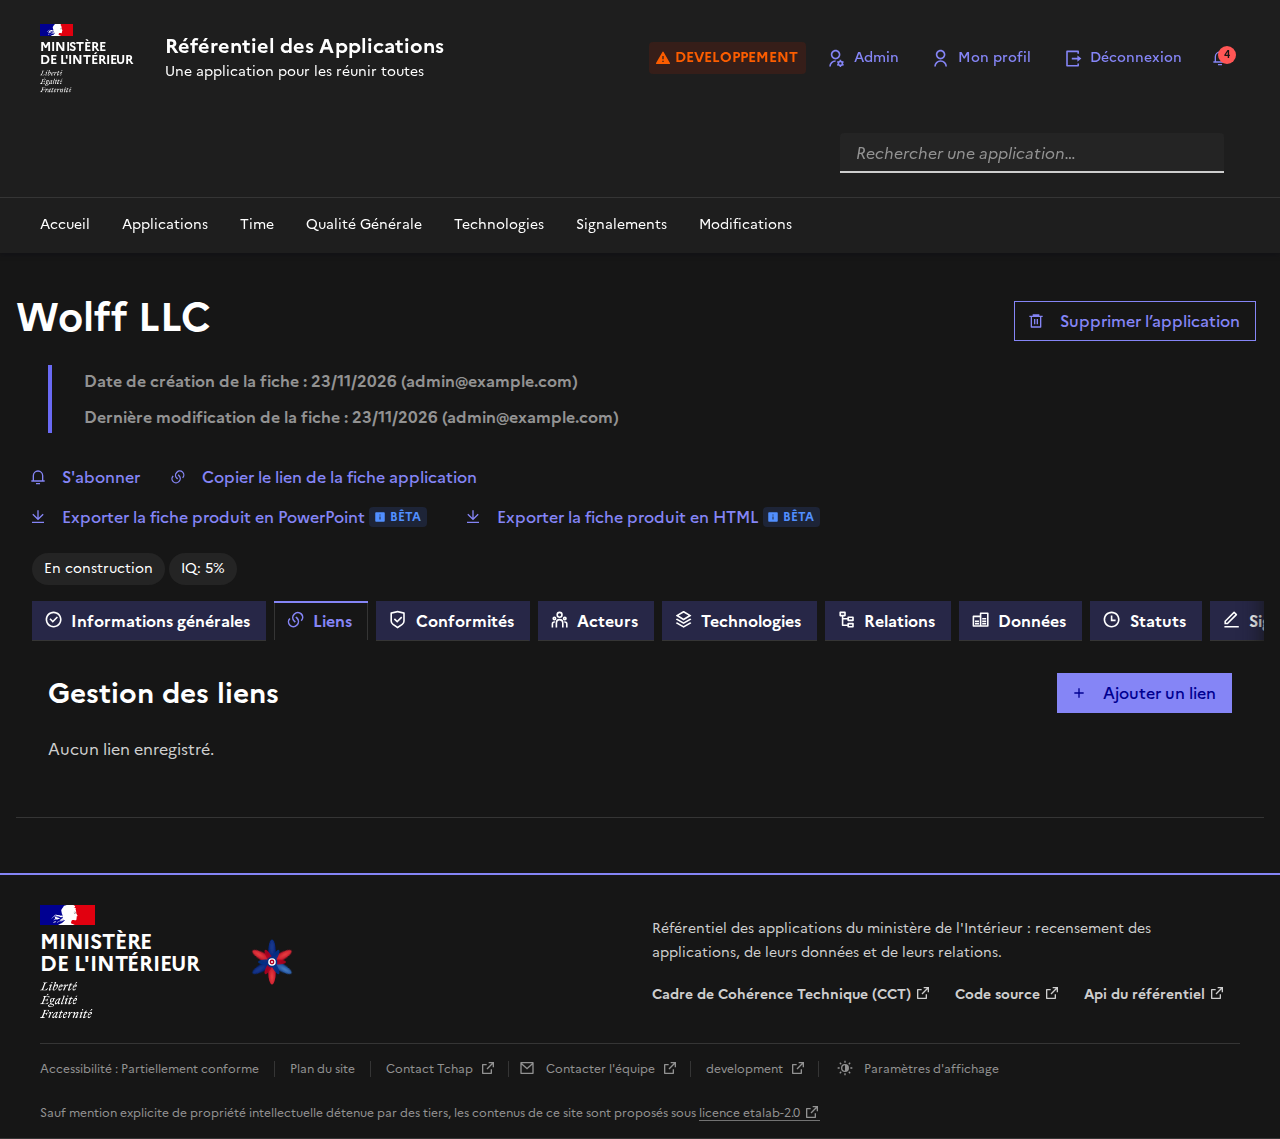 MINISTÈRE
DE L'INTÉRIEUR
Liberté
Égalité
Fraternité
Référentiel des Applications
Une application pour les réunir toutes
DEVELOPPEMENT
Admin
Mon profil
Déconnexion
4
Rechercher une application…
Accueil
Applications
Time
Qualité Générale
Technologies
Signalements
Modifications
Wolff LLC
Supprimer l’application
Date de création de la fiche : 23/11/2026 (admin@example.com)
Dernière modification de la fiche : 23/11/2026 (admin@example.com)
S'abonner
Copier le lien de la fiche application
Exporter la fiche produit en PowerPoint
BÊTA
Exporter la fiche produit en HTML
BÊTA
En construction
IQ: 5%
Informations générales
Liens
Conformités
Acteurs
Technologies
Relations
Données
Statuts
Gestion des liens
Ajouter un lien
Aucun lien enregistré.
MINISTÈRE
DE L'INTÉRIEUR
Liberté
Égalité
Fraternité
Référentiel des applications du ministère de l'Intérieur : recensement des
applications, de leurs données et de leurs relations.
Cadre de Cohérence Technique (CCT)
Code source
Api du référentiel
Accessibilité : Partiellement conforme
Plan du site
Contact Tchap
Contacter l'équipe
development
Paramètres d'affichage
Sauf mention explicite de propriété intellectuelle détenue par des tiers, les contenus de ce site sont proposés sous licence etalab-2.0